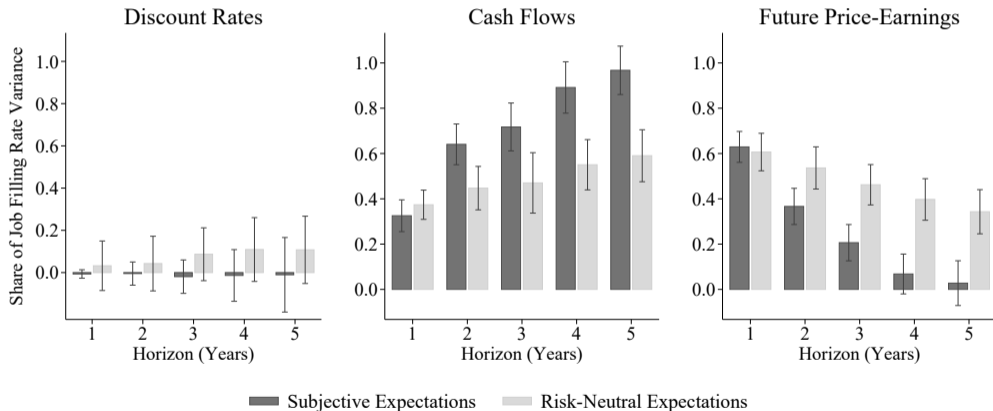 Discount Rates
Cash Flows
Future Price-Earnings
Share of Job Filling Rate Variance
1.0
0.8
0.6
0.4
0.2
0.0
1 2 3 4 5
Horizon (Years)
1.0
0.8
0.6
0.4
0.2
0.0
1 2 3 4 5
Horizon (Years)
1.0
0.8
0.6
0.4
0.2
0.0
1 2 3 4 5
Horizon (Years)
Subjective Expectations
Risk-Neutral Expectations